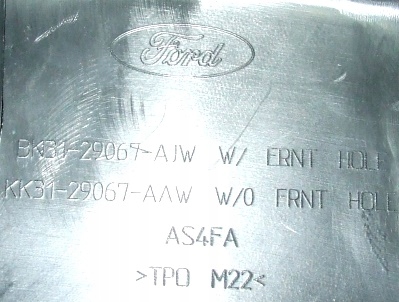 Ford
BK31-29067-AJW W/ FRNT HOLE
KK31-29067-AAW W/O FRNT HOLE
AS4FA
>TPO M22<